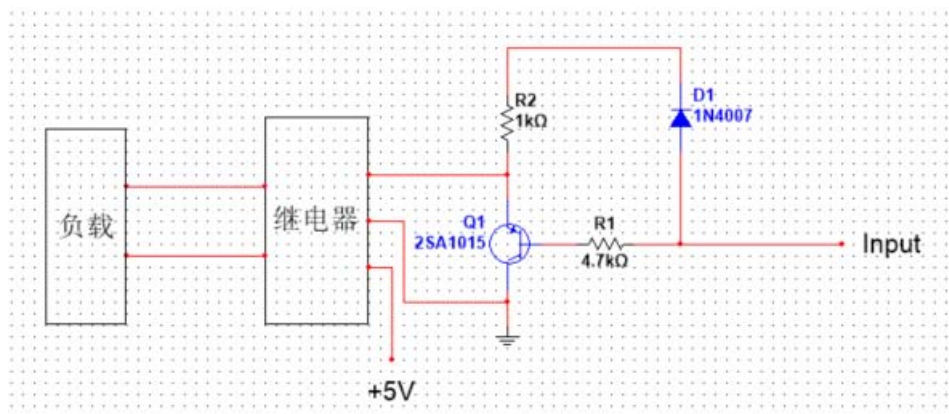 R2
1kΩ
D1
1N4007
负载
继电器
Q1
2SA1015
R1
4.7kΩ
Input
+5V